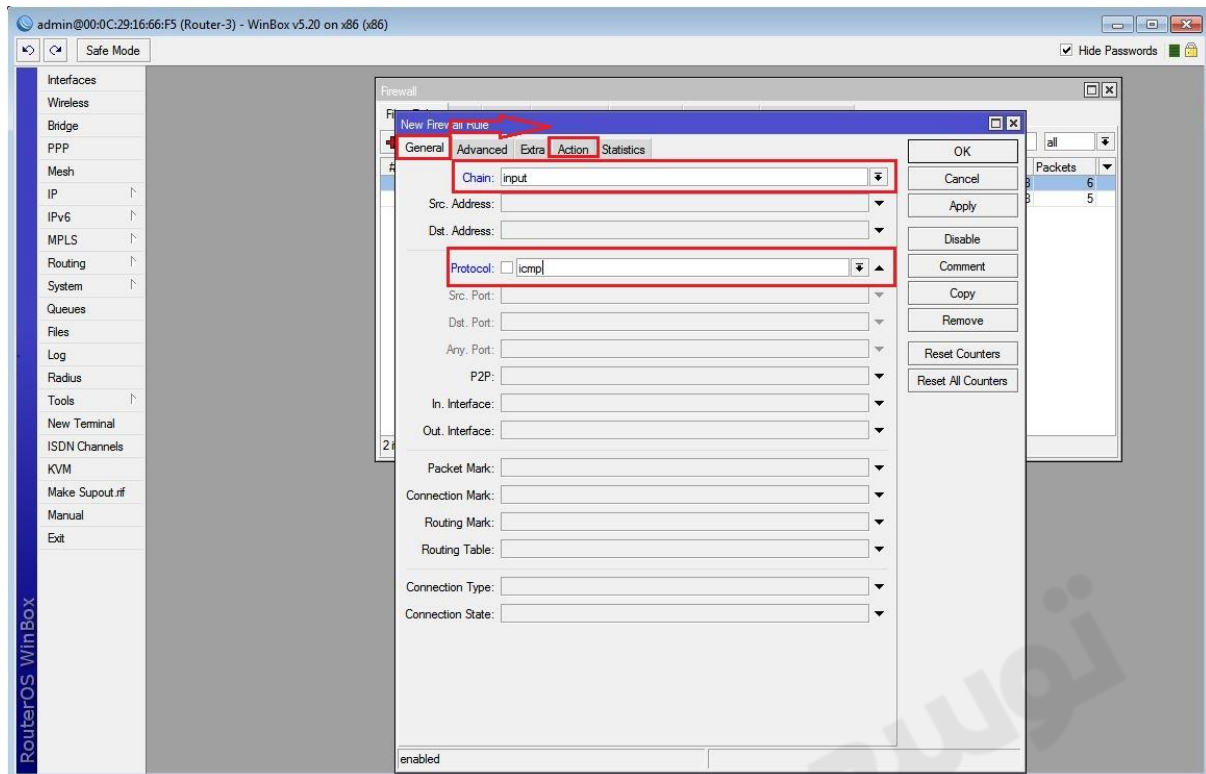 admin@00:0C:29:16:66:F5 (Router-3) - WinBox v5.20 on x86 (x86)
Safe Mode
Hide Passwords
Interfaces
Wireless
Bridge
PPP
Mesh
IP
IPv6
MPLS
Routing
System
Queues
Files
Log
Radius
Tools
New Terminal
ISDN Channels
KVM
Make Supout.rif
Manual
Exit
RouterOS WinBox
Firewall
all
#
Packets
6
5
New Firewall Rule
General Advanced Extra Action Statistics
Chain: input
Src. Address:
Dst. Address:
Protocol: icmp
Src. Port:
Dst. Port:
Any. Port:
P2P:
In. Interface:
Out. Interface:
Packet Mark:
Connection Mark:
Routing Mark:
Routing Table:
Connection Type:
Connection State:
enabled
OK
Cancel
Apply
Disable
Comment
Copy
Remove
Reset Counters
Reset All Counters